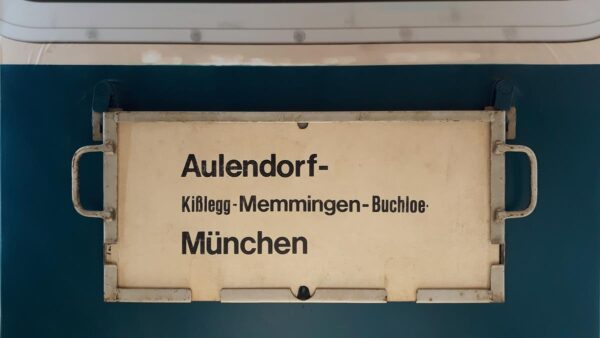 Aulendorf-
Kißlegg-Memmingen-Buchloe-
München